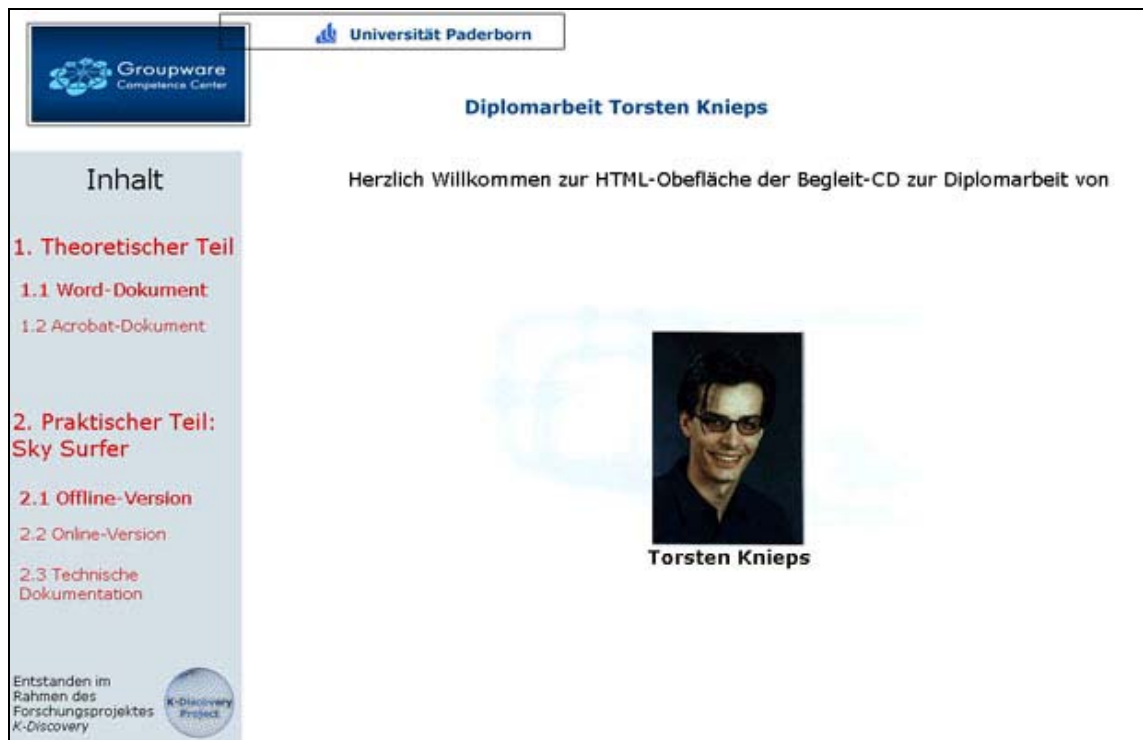 Groupware
Competence Center
Universität Paderborn
Diplomarbeit Torsten Knieps
Inhalt
1. Theoretischer Teil
1.1 Word-Dokument
1.2 Acrobat-Dokument
2. Praktischer Teil:
Sky Surfer
2.1 Offline-Version
2.2 Online-Version
2.3 Technische
Dokumentation
Entstanden im
Rahmen des
Forschungsprojektes
K-Discovery
K-Discovery
Project
Herzlich Willkommen zur HTML-Obefläche der Begleit-CD zur Diplomarbeit von
Torsten Knieps